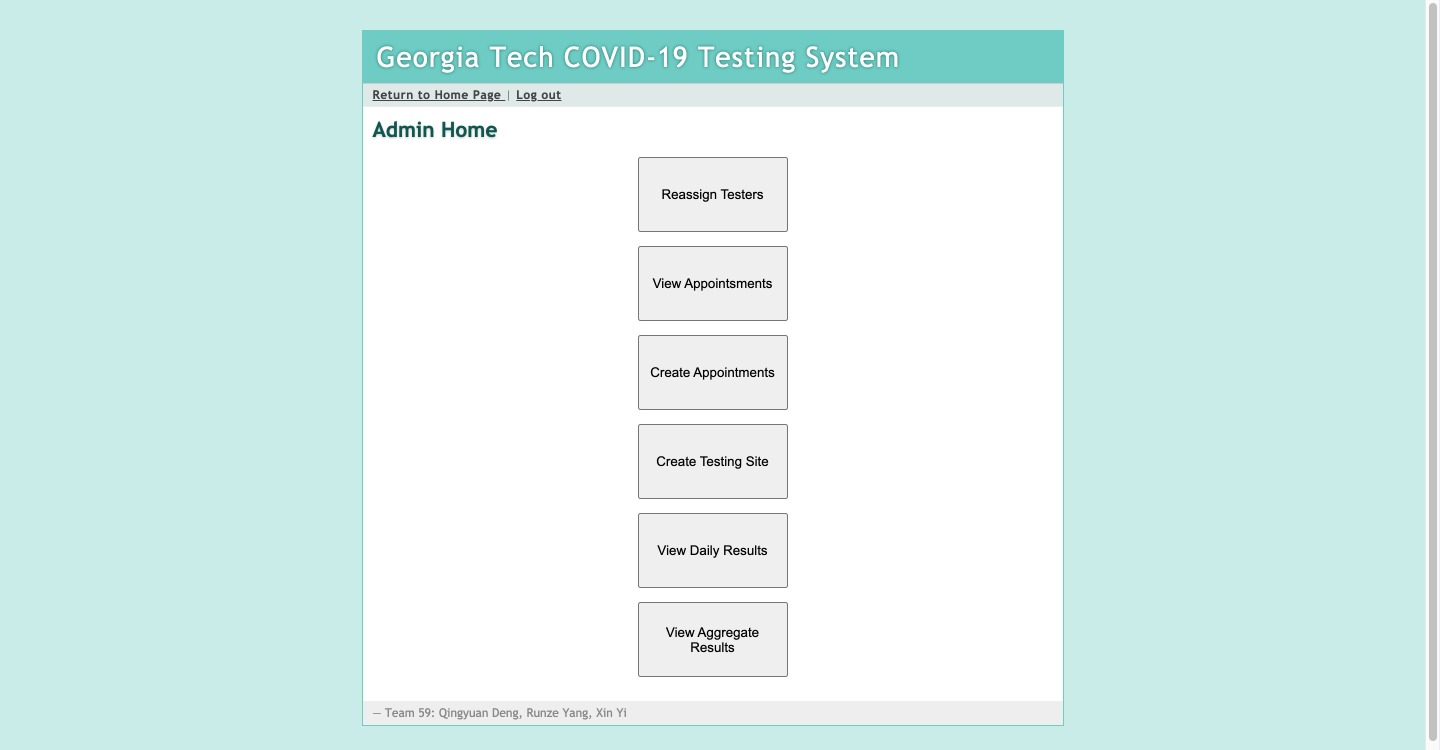 Georgia Tech COVID-19 Testing System
Return to Home Page | Log out
Admin Home
Reassign Testers
View Appointsments
Create Appointments
Create Testing Site
View Daily Results
View Aggregate
Results
— Team 59: Qingyuan Deng, Runze Yang, Xin Yi